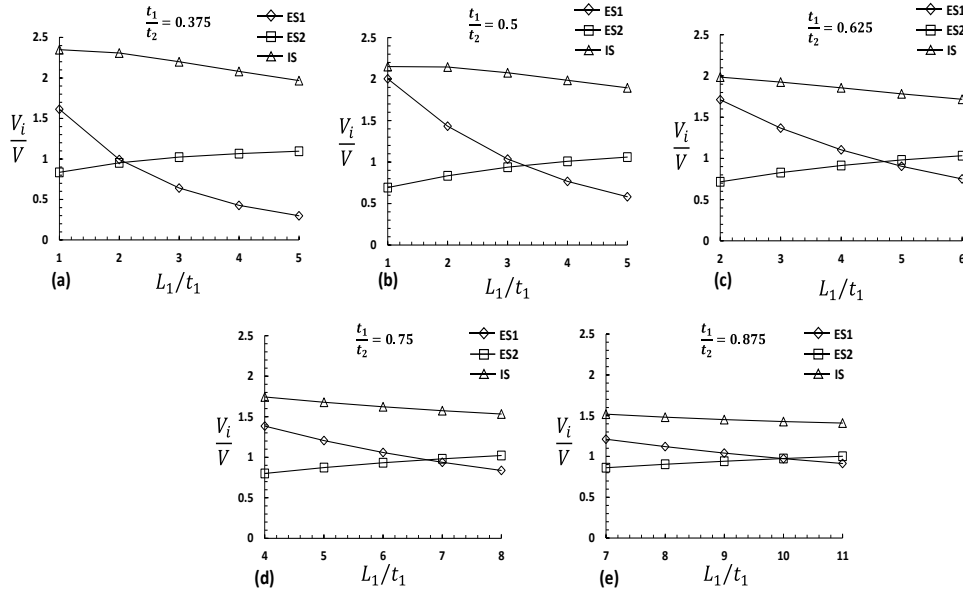 t₁/t₂ = 0.375
ES1
ES2
IS
2.5
2
1.5
1
0.5
0
Vᵢ/V
1 2 3 4 5
(a) L₁/t₁
t₁/t₂ = 0.5
ES1
ES2
IS
2.5
2
1.5
1
0.5
0
Vᵢ/V
1 2 3 4 5
(b) L₁/t₁
t₁/t₂ = 0.625
ES1
ES2
IS
2.5
2
1.5
1
0.5
0
Vᵢ/V
2 3 4 5 6
(c) L₁/t₁
t₁/t₂ = 0.75
ES1
ES2
IS
2.5
2
1.5
1
0.5
0
Vᵢ/V
4 5 6 7 8
(d) L₁/t₁
t₁/t₂ = 0.875
ES1
ES2
IS
2.5
2
1.5
1
0.5
0
Vᵢ/V
7 8 9 10 11
(e) L₁/t₁